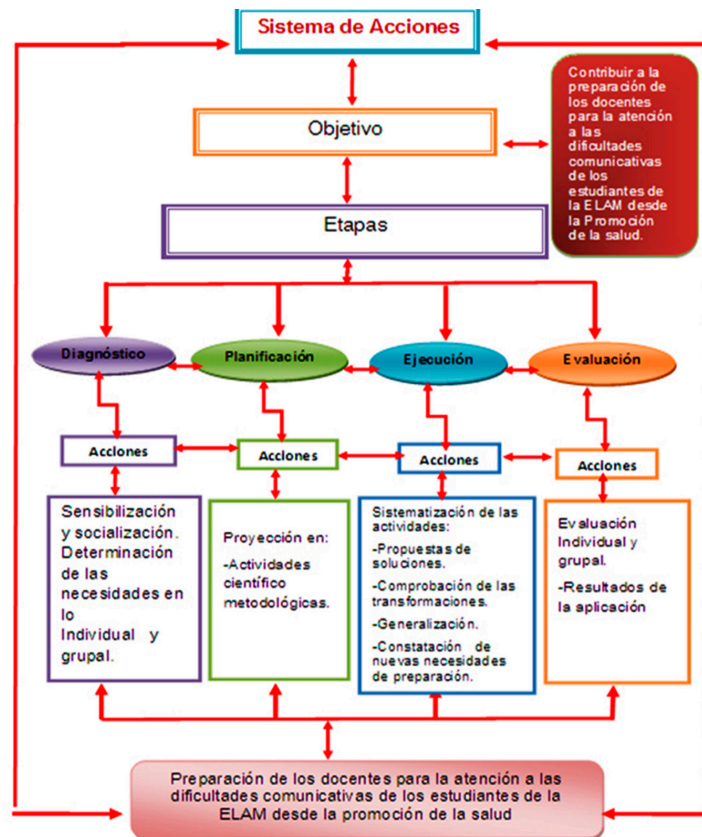 Sistema de Acciones
Contribuir a la
preparación de
los docentes
para la atención
a las
dificultades
comunicativas
de los
estudiantes de
la ELAM desde
la Promoción
de la salud.
Objetivo
Etapas
Diagnóstico
Planificación
Ejecución
Evaluación
Acciones
Acciones
Acciones
Acciones
Sensibilización
y socialización.
Determinación
de las
necesidades en
lo
Individual y
grupal.
Proyección en:
-Actividades
científico
metodológicas.
Sistematización de las
actividades:
-Propuestas de
soluciones.
-Comprobación de las
transformaciones.
-Generalización.
-Constatación de
nuevas necesidades
de preparación.
Evaluación
Individual y
grupal.
-Resultados de
la aplicación
Preparación de los docentes para la atención a las
dificultades comunicativas de los estudiantes de la
ELAM desde la promoción de la salud